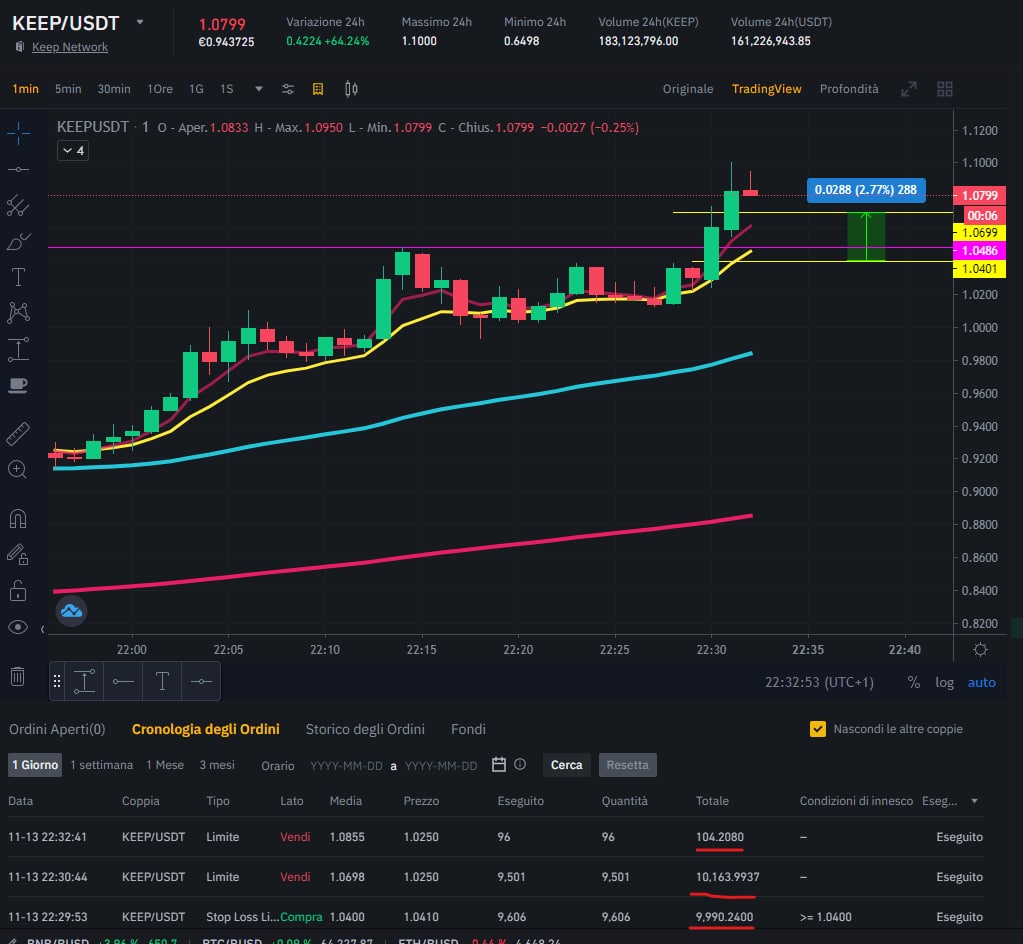 KEEP/USDT
1.0799
Variazione 24h
Massimo 24h
Minimo 24h
Volume 24h(KEEP)
Volume 24h(USDT)
Keep Network
€0.943725
0.4224 +64.24%
1.1000
0.6498
183,123,796.00
161,226,943.85
1min 5min 30min 1Ore 1G 1S
Originale TradingView Profondità
KEEPUSDT · 1 O - Aper.1.0833 H - Max.1.0950 L - Min.1.0799 C - Chius.1.0799 −0.0027 (−0.25%)
4
0.0288 (2.77%) 288
1.1200
1.1000
1.0799
00:06
1.0699
1.0486
1.0401
1.0200
1.0000
0.9800
0.9600
0.9400
0.9200
0.9000
0.8800
0.8600
0.8400
0.8200
22:00 22:05 22:10 22:15 22:20 22:25 22:30 22:35 22:40
22:32:53 (UTC+1) % log auto
Ordini Aperti(0) Cronologia degli Ordini Storico degli Ordini Fondi
Nascondi le altre coppie
1 Giorno 1 settimana 1 Mese 3 mesi Orario YYYY-MM-DD a YYYY-MM-DD Cerca Resetta
Data Coppia Tipo Lato Media Prezzo Eseguito Quantità Totale Condizioni di innesco Eseg...
11-13 22:32:41 KEEP/USDT Limite Vendi 1.0855 1.0250 96 96 104.2080 – Eseguito
11-13 22:30:44 KEEP/USDT Limite Vendi 1.0698 1.0250 9,501 9,501 10,163.9937 – Eseguito
11-13 22:29:53 KEEP/USDT Stop Loss Li... Compra 1.0400 1.0410 9,606 9,606 9,990.2400 >= 1.0400 Eseguito